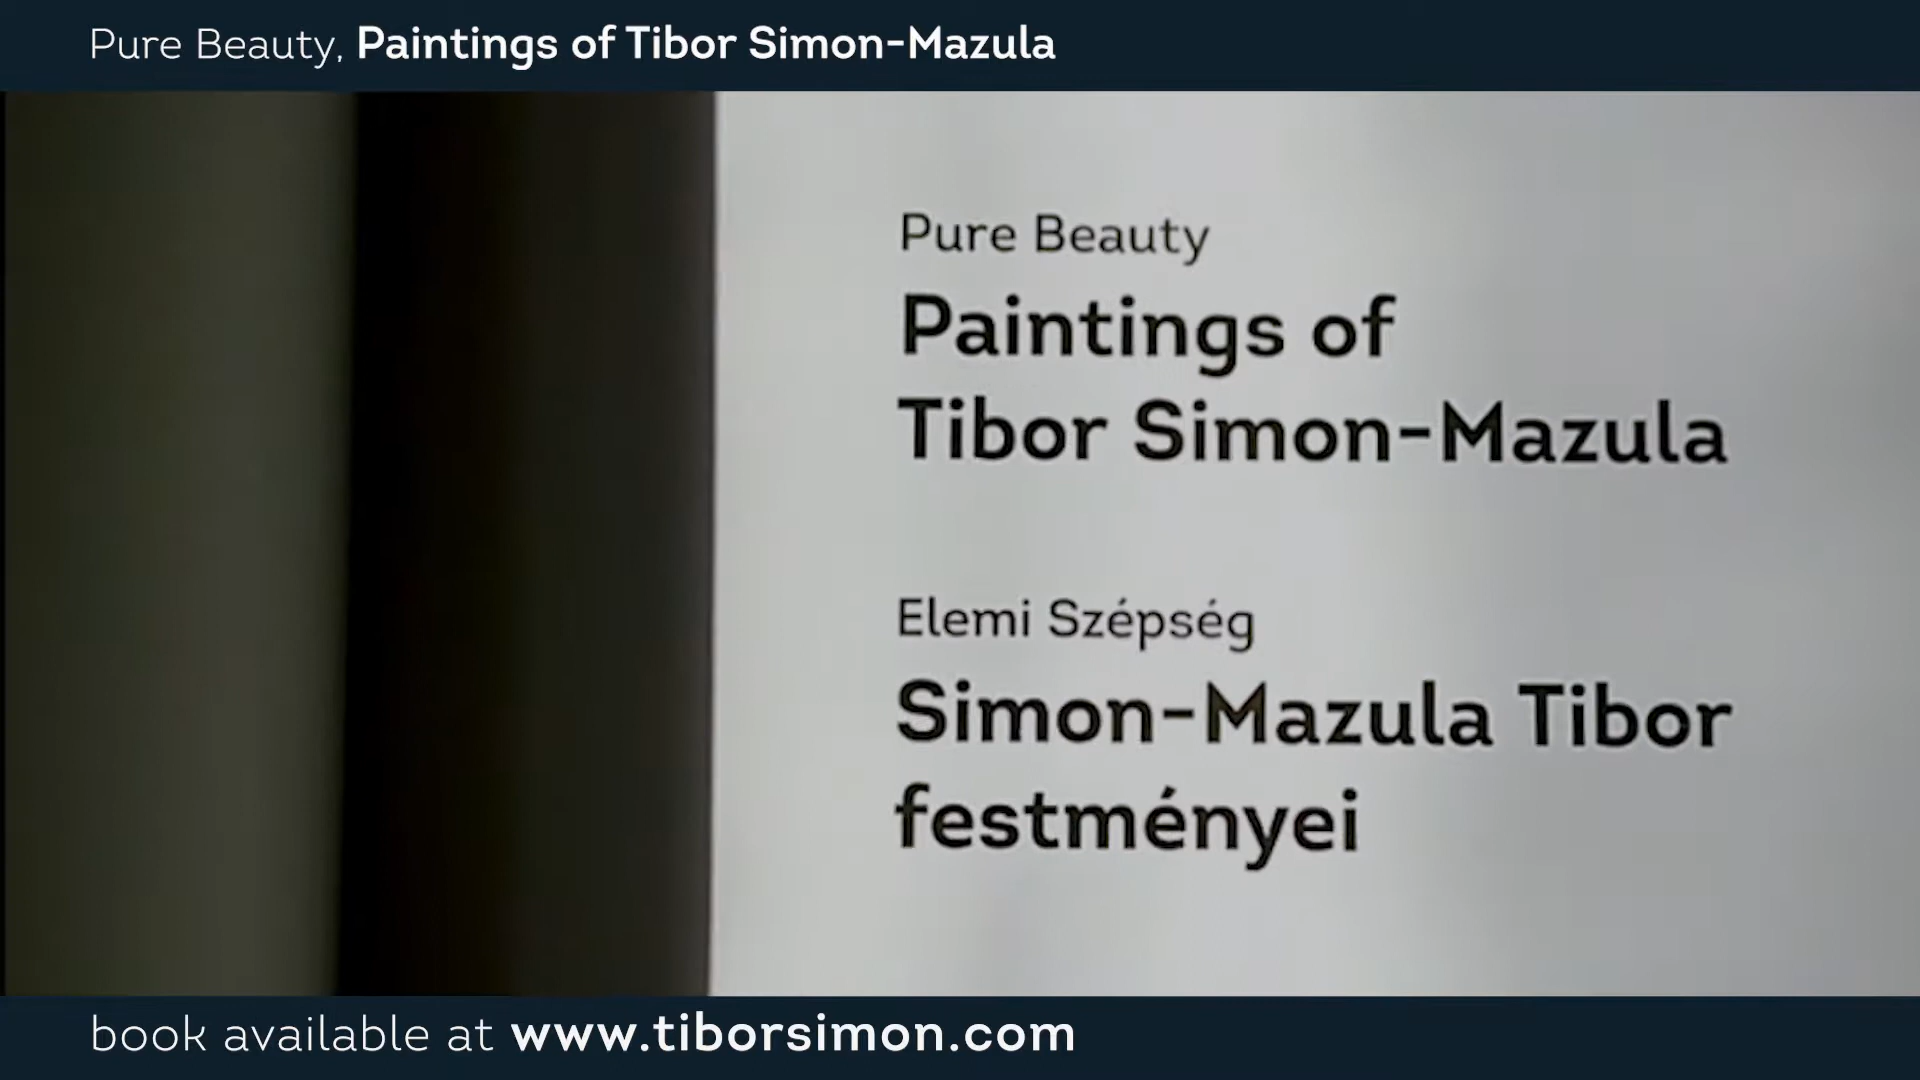 Pure Beauty, Paintings of Tibor Simon-Mazula
Pure Beauty
Paintings of
Tibor Simon-Mazula
Elemi Szépség
Simon-Mazula Tibor
festményei
book available at www.tiborsimon.com